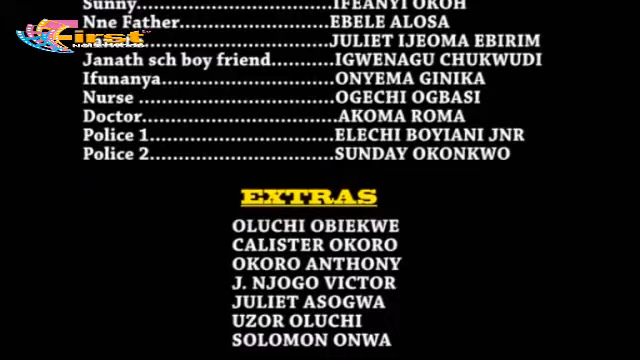 Sunny..............................IFEANYI OKOH
First
Nne Father........................EBELE ALOSA
JULIET IJEOMA EBIRIM
Janath sch boy friend..........IGWENAGU CHUKWUDI
Ifunanya...........................ONYEMA GINIKA
Nurse ..............................OGECHI OGBASI
Doctor...............................AKOMA ROMA
Police 1.............................ELECHI BOYIANI JNR
Police 2.............................SUNDAY OKONKWO
EXTRAS
OLUCHI OBIEKWE
CALISTER OKORO
OKORO ANTHONY
J. NJOGO VICTOR
JULIET ASOGWA
UZOR OLUCHI
SOLOMON ONWA